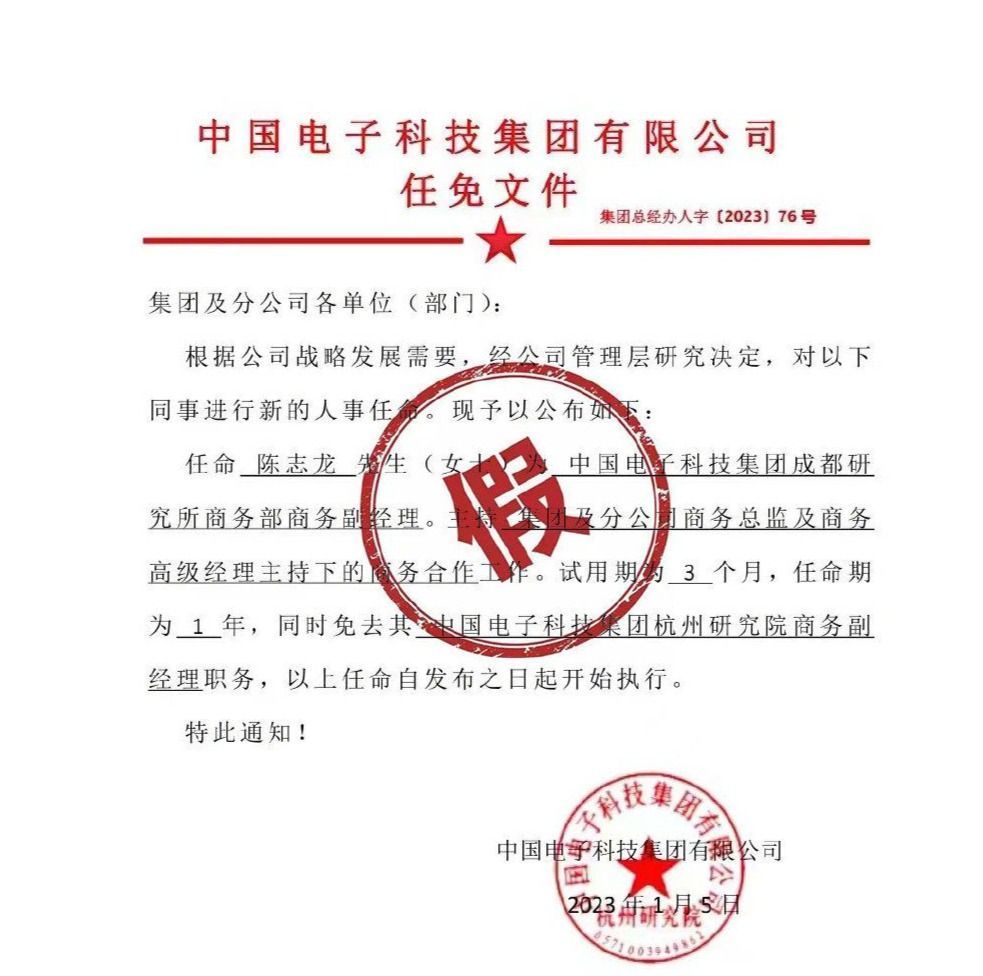 中国电子科技集团有限公司
任免文件
集团总经办人字〔2023〕76号
集团及分公司各单位（部门）：
根据公司战略发展需要，经公司管理层研究决定，对以下
同事进行新的人事任命。现予以公布如下：
任命 陈志龙 先生（女士）为 中国电子科技集团成都研
究所商务部商务副经理。主持 集团及分公司商务总监及商务
高级经理主持下的商务合作工作。试用期为 3 个月，任命期
为 1 年，同时免去其 中国电子科技集团杭州研究院商务副
经理职务，以上任命自发布之日起开始执行。
特此通知！
假
中国电子科技集团有限公司
2023年1月5日
中国电子科技集团有限公司
杭州研究院
6571003949862